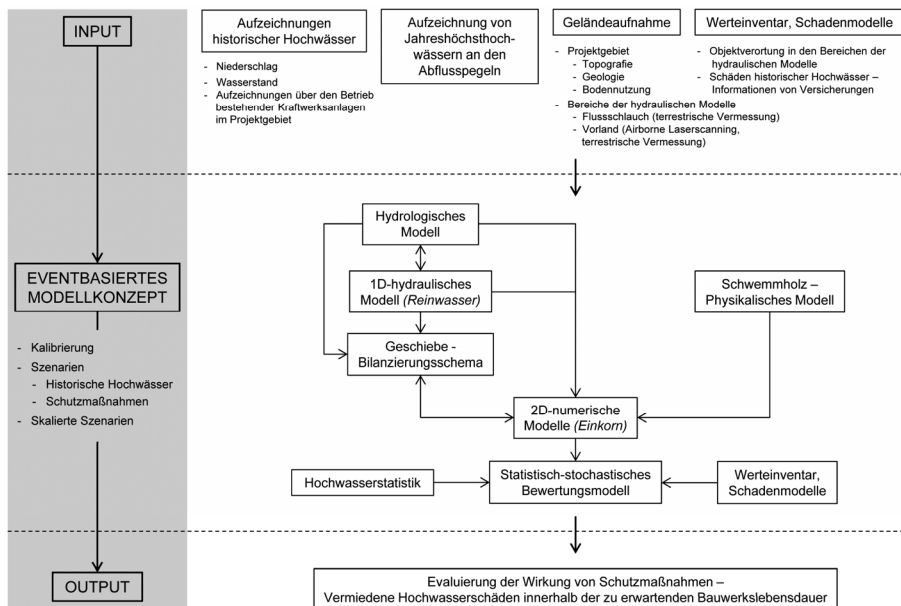 INPUT
Aufzeichnungen
historischer Hochwässer
- Niederschlag
- Wasserstand
- Aufzeichnungen über den Betrieb
bestehender Kraftwerksanlagen
im Projektgebiet
Aufzeichnung von
Jahreshöchsthoch-
wässern an den
Abflusspegeln
Geländeaufnahme
- Projektgebiet
- Topografie
- Geologie
- Bodennutzung
- Bereiche der hydraulischen Modelle
- Flussschlauch (terrestrische Vermessung)
- Vorland (Airborne Laserscanning,
terrestrische Vermessung)
Werteinventar, Schadenmodelle
- Objektverortung in den Bereichen der
hydraulischen Modelle
- Schäden historischer Hochwässer –
Informationen von Versicherungen
EVENTBASIERTES
MODELLKONZEPT
- Kalibrierung
- Szenarien
- Historische Hochwässer
- Schutzmaßnahmen
- Skalierte Szenarien
Hydrologisches
Modell
1D-hydraulisches
Modell (Reinwasser)
Geschiebe -
Bilanzierungsschema
Schwemmholz –
Physikalisches Modell
2D-numerische
Modelle (Einkorn)
Hochwasserstatistik
Statistisch-stochastisches
Bewertungsmodell
Werteinventar,
Schadenmodelle
OUTPUT
Evaluierung der Wirkung von Schutzmaßnahmen –
Vermiedene Hochwasserschäden innerhalb der zu erwartenden Bauwerkslebensdauer